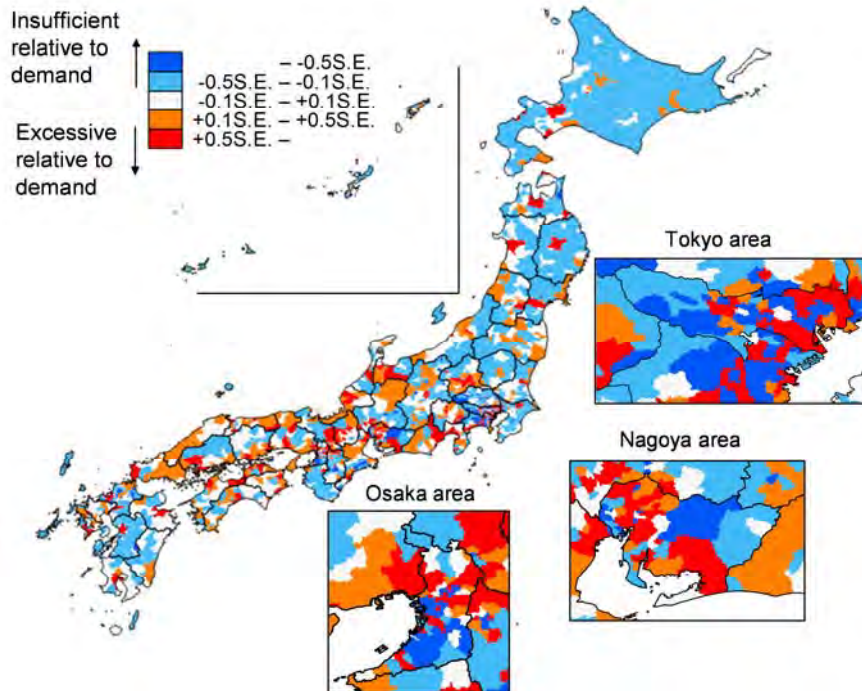 Insufficient
relative to
demand
Excessive
relative to
demand
– -0.5S.E.
-0.5S.E. – -0.1S.E.
-0.1S.E. – +0.1S.E.
+0.1S.E. – +0.5S.E.
+0.5S.E. –
Tokyo area
Nagoya area
Osaka area